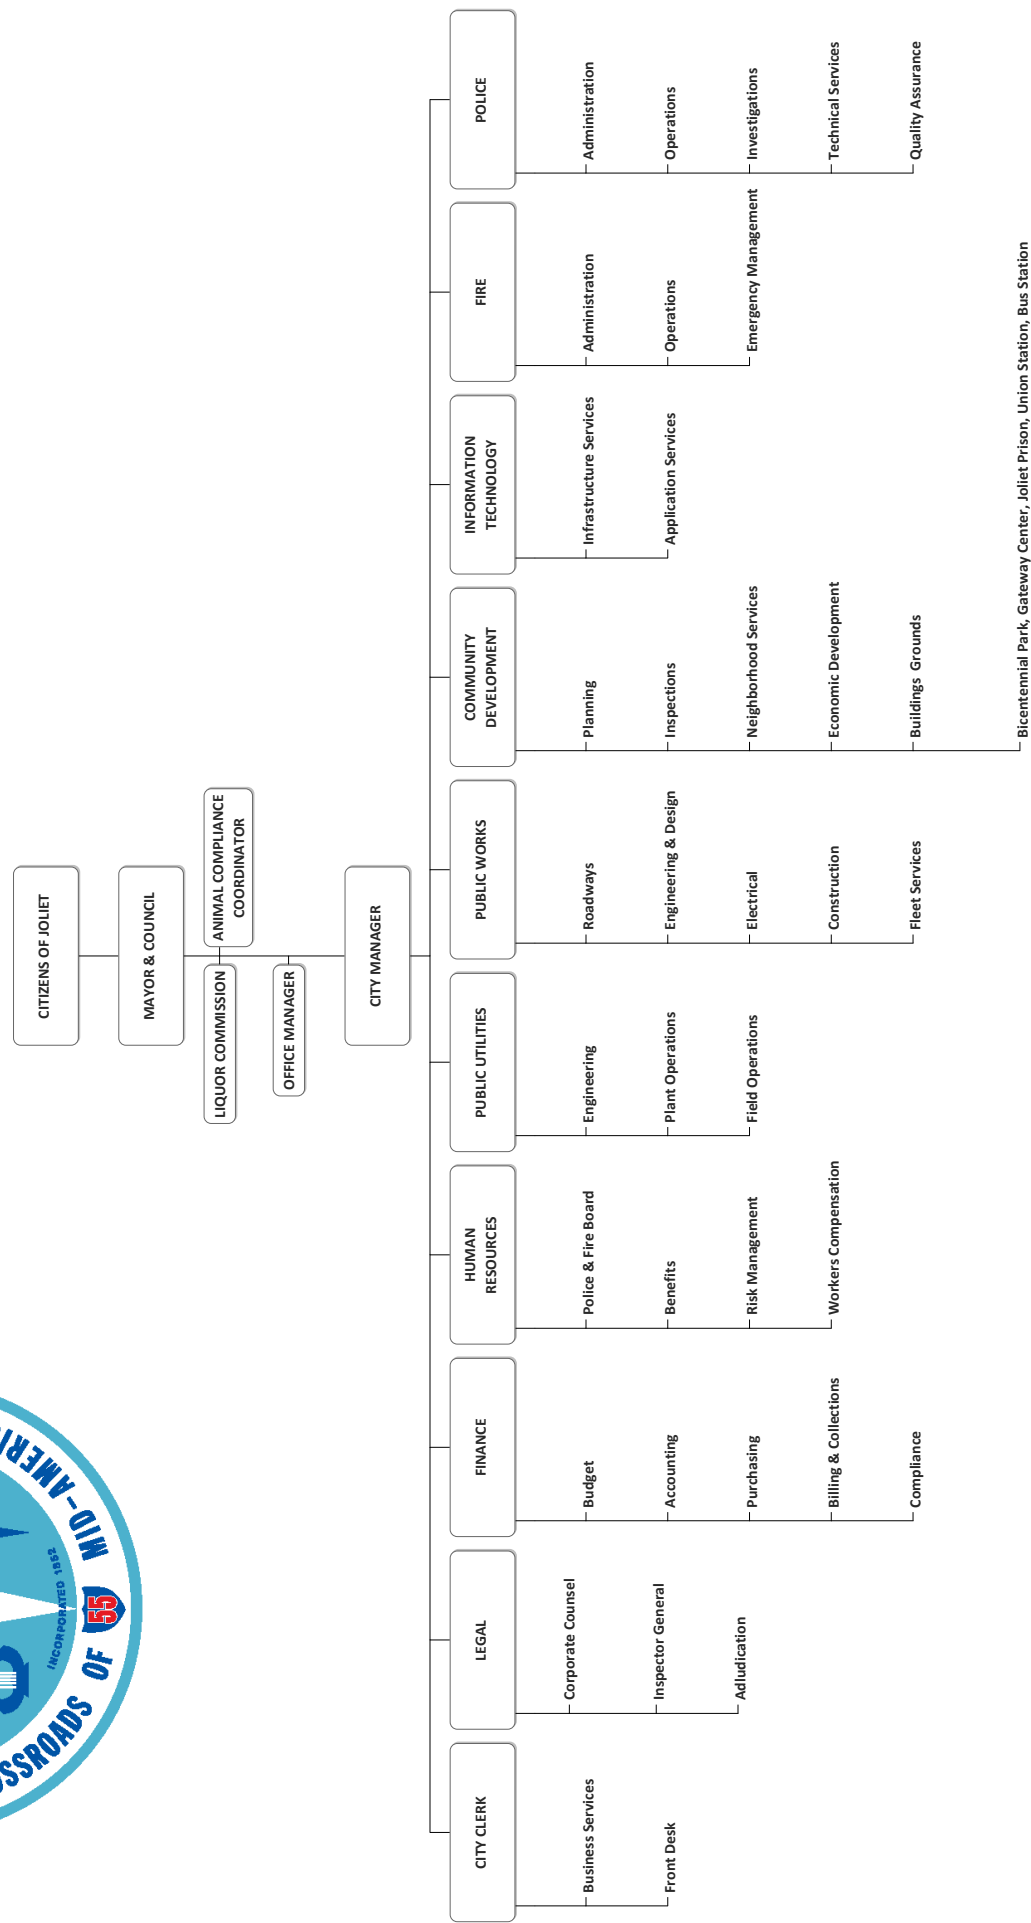 CITIZENS OF JOLIET
MAYOR & COUNCIL
LIQUOR COMMISSION
ANIMAL COMPLIANCE
COORDINATOR
OFFICE MANAGER
CITY MANAGER
CITY CLERK
Business Services
Front Desk
LEGAL
Corporate Counsel
Inspector General
Adludication
FINANCE
Budget
Accounting
Purchasing
Billing & Collections
Compliance
HUMAN
RESOURCES
Police & Fire Board
Benefits
Risk Management
Workers Compensation
PUBLIC UTILITIES
Engineering
Plant Operations
Field Operations
PUBLIC WORKS
Roadways
Engineering & Design
Electrical
Construction
Fleet Services
COMMUNITY
DEVELOPMENT
Planning
Inspections
Neighborhood Services
Economic Development
Buildings Grounds
Bicentennial Park, Gateway Center, Joliet Prison, Union Station, Bus Station
INFORMATION
TECHNOLOGY
Infrastructure Services
Application Services
FIRE
Administration
Operations
Emergency Management
POLICE
Administration
Operations
Investigations
Technical Services
Quality Assurance
INCORPORATED 1852
OF 55 MID-